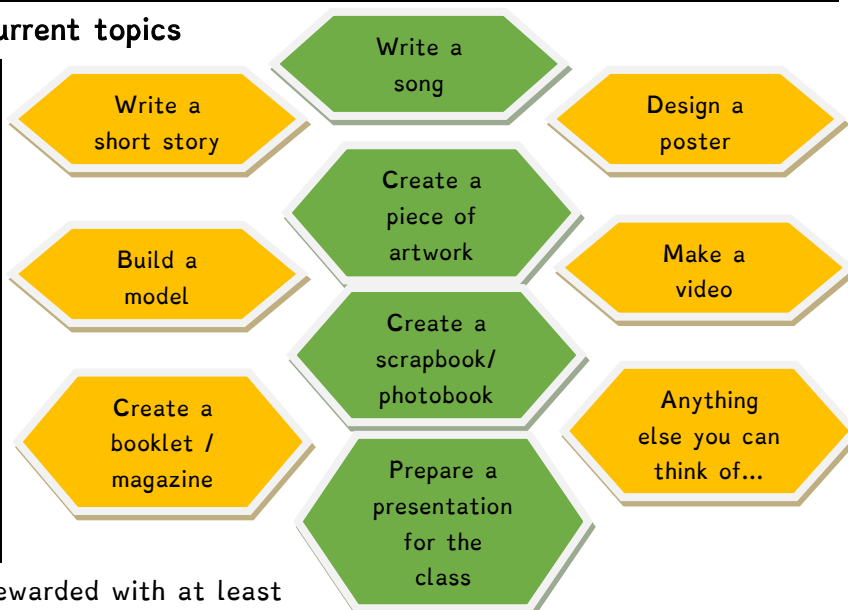 urrent topics
Write a
short story
Build a
model
Create a
booklet /
magazine
Write a
song
Create a
piece of
artwork
Create a
scrapbook/
photobook
Prepare a
presentation
for the
class
Design a
poster
Make a
video
Anything
else you can
think of...
ewarded with at least